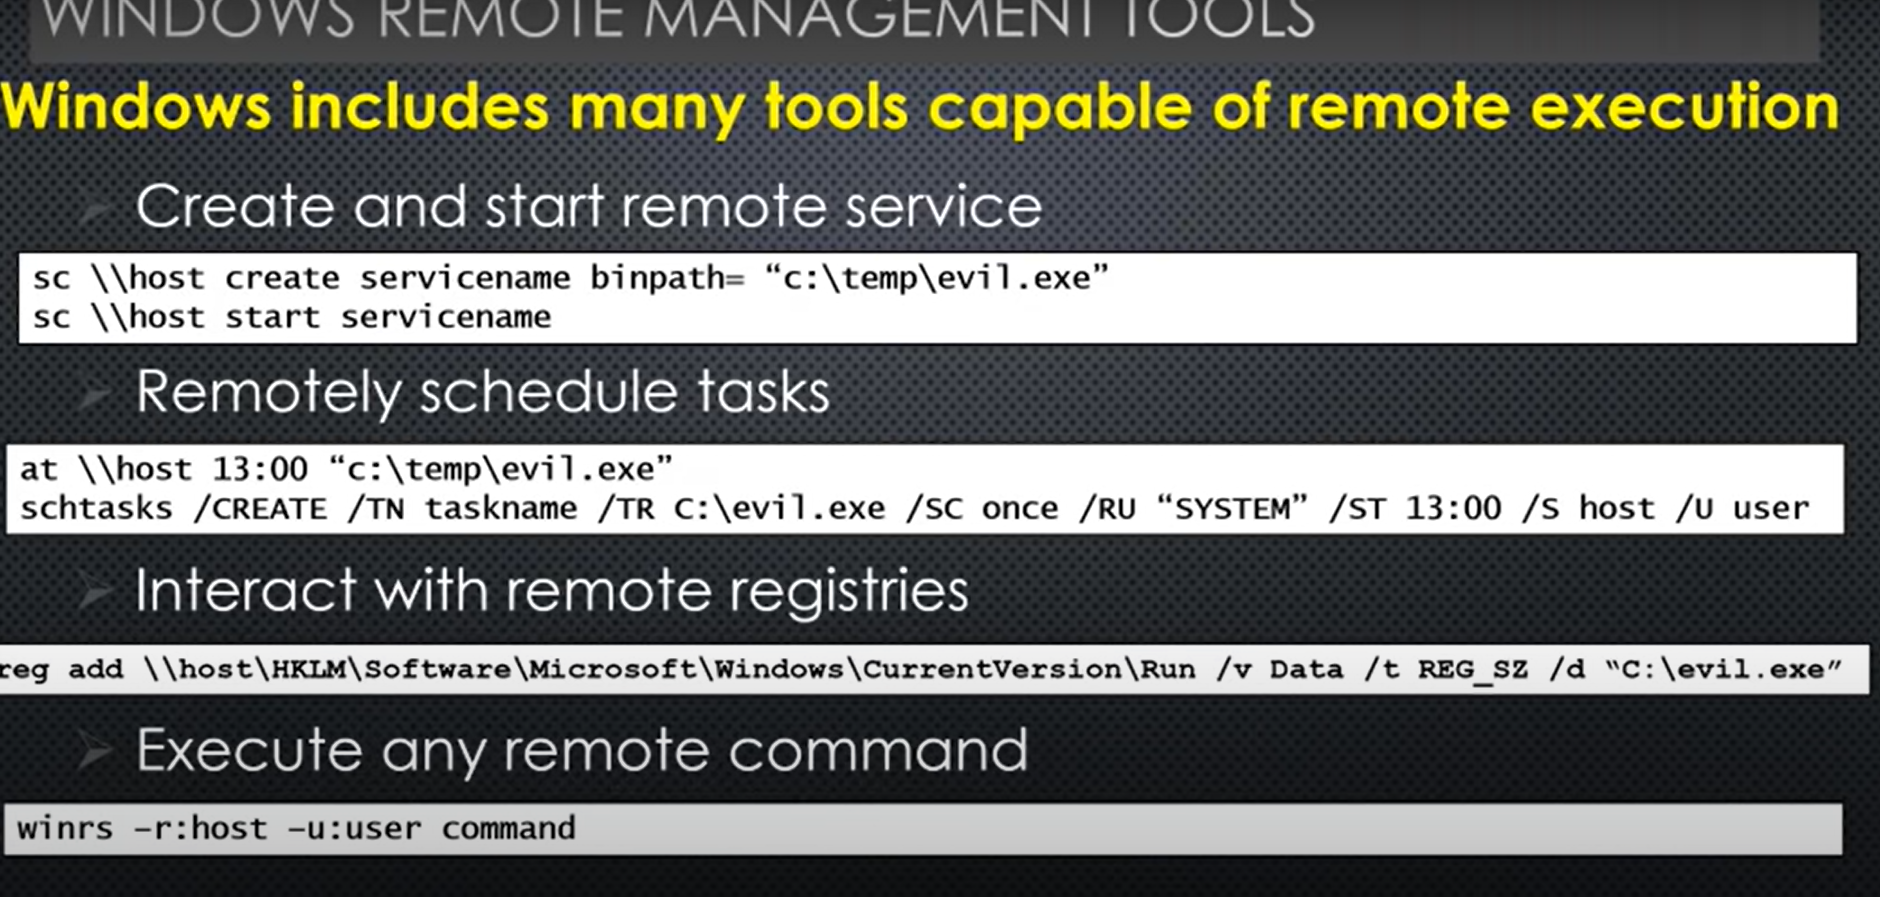 WINDOWS REMOTE MANAGEMENT TOOLS
Windows includes many tools capable of remote execution
Create and start remote service
sc \\host create servicename binpath= “c:\temp\evil.exe”
sc \\host start servicename
Remotely schedule tasks
at \\host 13:00 “c:\temp\evil.exe”
schtasks /CREATE /TN taskname /TR C:\evil.exe /SC once /RU “SYSTEM” /ST 13:00 /S host /U user
Interact with remote registries
reg add \\host\HKLM\Software\Microsoft\Windows\CurrentVersion\Run /v Data /t REG_SZ /d “C:\evil.exe”
Execute any remote command
winrs –r:host –u:user command